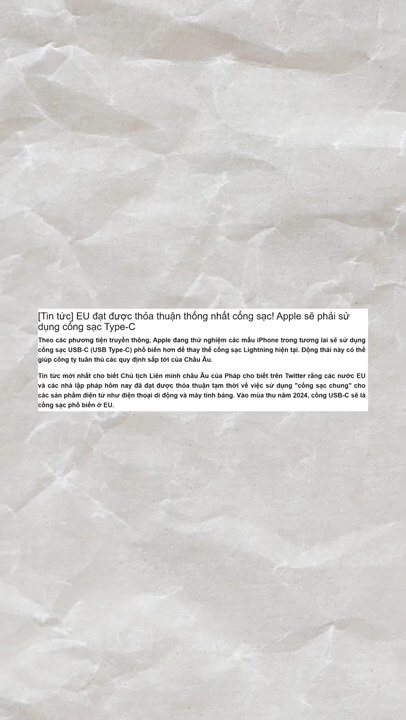 [Tin tức] EU đạt được thỏa thuận thống nhất cổng sạc! Apple sẽ phải sử
dụng cổng sạc Type-C
Theo các phương tiện truyền thông, Apple đang thử nghiệm các mẫu iPhone trong tương lai sẽ sử dụng
cổng sạc USB-C (USB Type-C) phổ biến hơn để thay thế cổng sạc Lightning hiện tại. Động thái này có thể
giúp công ty tuân thủ các quy định sắp tới của Châu Âu.
Tin tức mới nhất cho biết Chủ tịch Liên minh châu Âu của Pháp cho biết trên Twitter rằng các nước EU
và các nhà lập pháp hôm nay đã đạt được thỏa thuận tạm thời về việc sử dụng "cổng sạc chung" cho
các sản phẩm điện tử như điện thoại di động và máy tính bảng. Vào mùa thu năm 2024, cổng USB-C sẽ là
cổng sạc phổ biến ở EU.